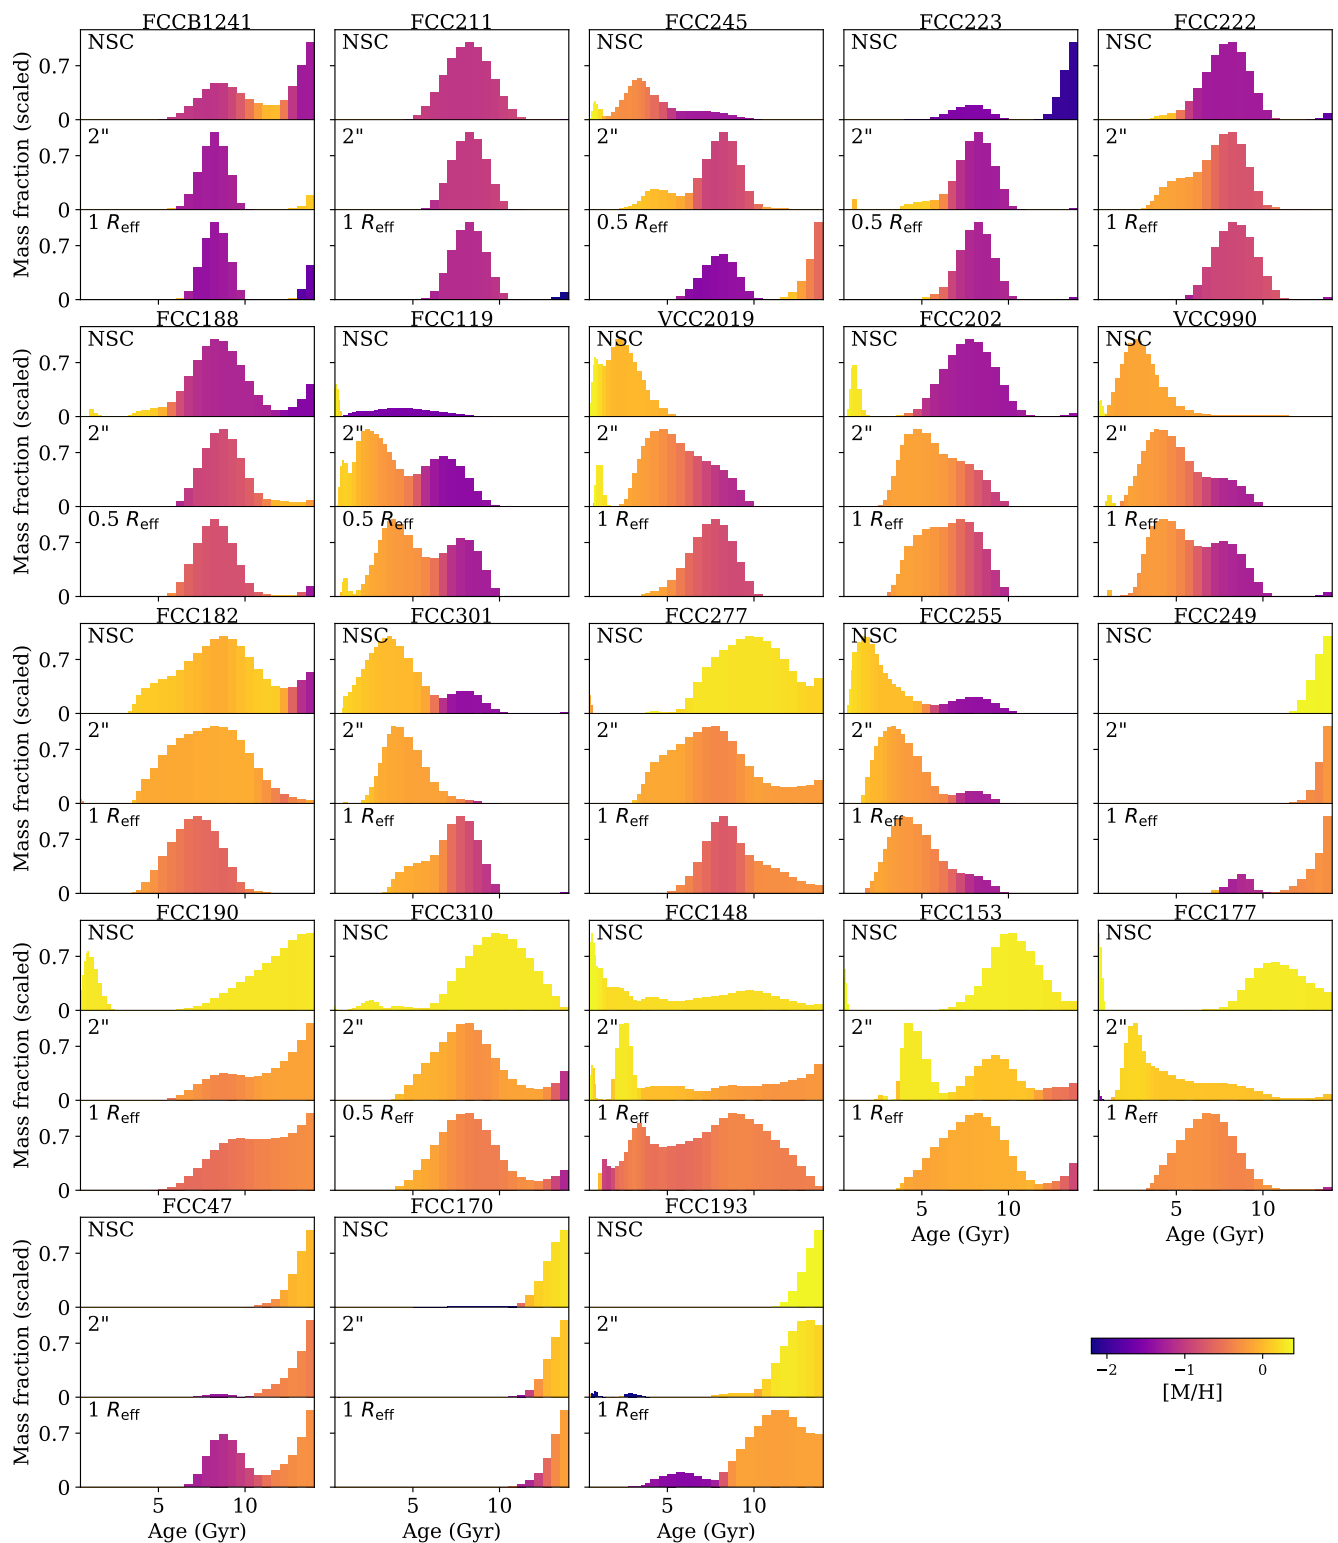 FCCB1241 FCC211 FCC245 FCC223 FCC222
NSC NSC NSC NSC NSC
0.7
0
2" 2" 2" 2" 2"
0.7
0
1 Reff 1 Reff 0.5 Reff 0.5 Reff 1 Reff
0.7
0
Mass fraction (scaled)
FCC188 FCC119 VCC2019 FCC202 VCC990
NSC NSC NSC NSC NSC
0.7
0
2" 2" 2" 2" 2"
0.7
0
0.5 Reff 0.5 Reff 1 Reff 1 Reff 1 Reff
0.7
0
Mass fraction (scaled)
FCC182 FCC301 FCC277 FCC255 FCC249
NSC NSC NSC NSC NSC
0.7
0
2" 2" 2" 2" 2"
0.7
0
1 Reff 1 Reff 1 Reff 1 Reff 1 Reff
0.7
0
Mass fraction (scaled)
FCC190 FCC310 FCC148 FCC153 FCC177
NSC NSC NSC NSC NSC
0.7
0
2" 2" 2" 2" 2"
0.7
0
1 Reff 0.5 Reff 1 Reff 1 Reff 1 Reff
0.7
0
Mass fraction (scaled)
5 10 5 10
Age (Gyr) Age (Gyr)
FCC47 FCC170 FCC193
NSC NSC NSC
0.7
0
2" 2" 2"
0.7
0
1 Reff 1 Reff 1 Reff
0.7
0
Mass fraction (scaled)
5 10 5 10 5 10
Age (Gyr) Age (Gyr) Age (Gyr)
−2 −1 0
[M/H]